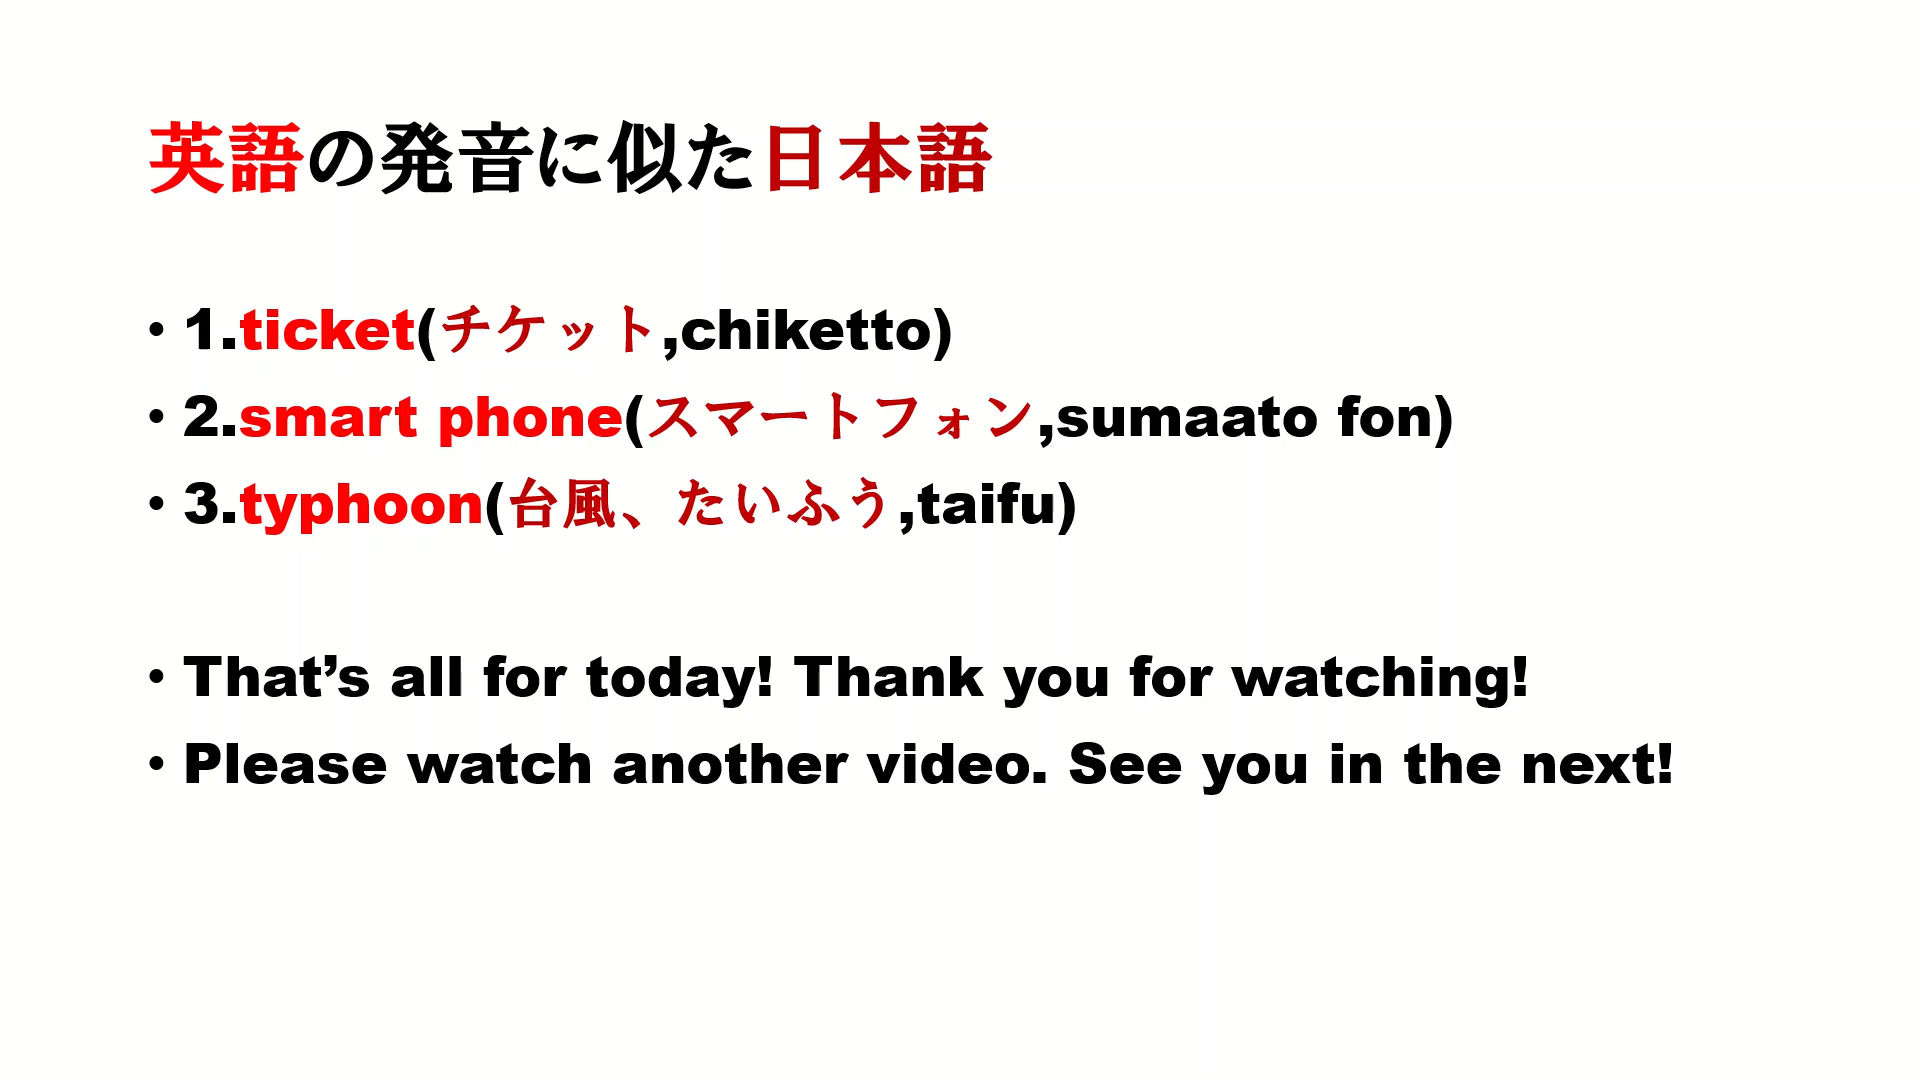 英語の発音に似た日本語
• 1.ticket(チケット,chiketto)
• 2.smart phone(スマートフォン,sumaato fon)
• 3.typhoon(台風、たいふう,taifu)
• That’s all for today! Thank you for watching!
• Please watch another video. See you in the next!